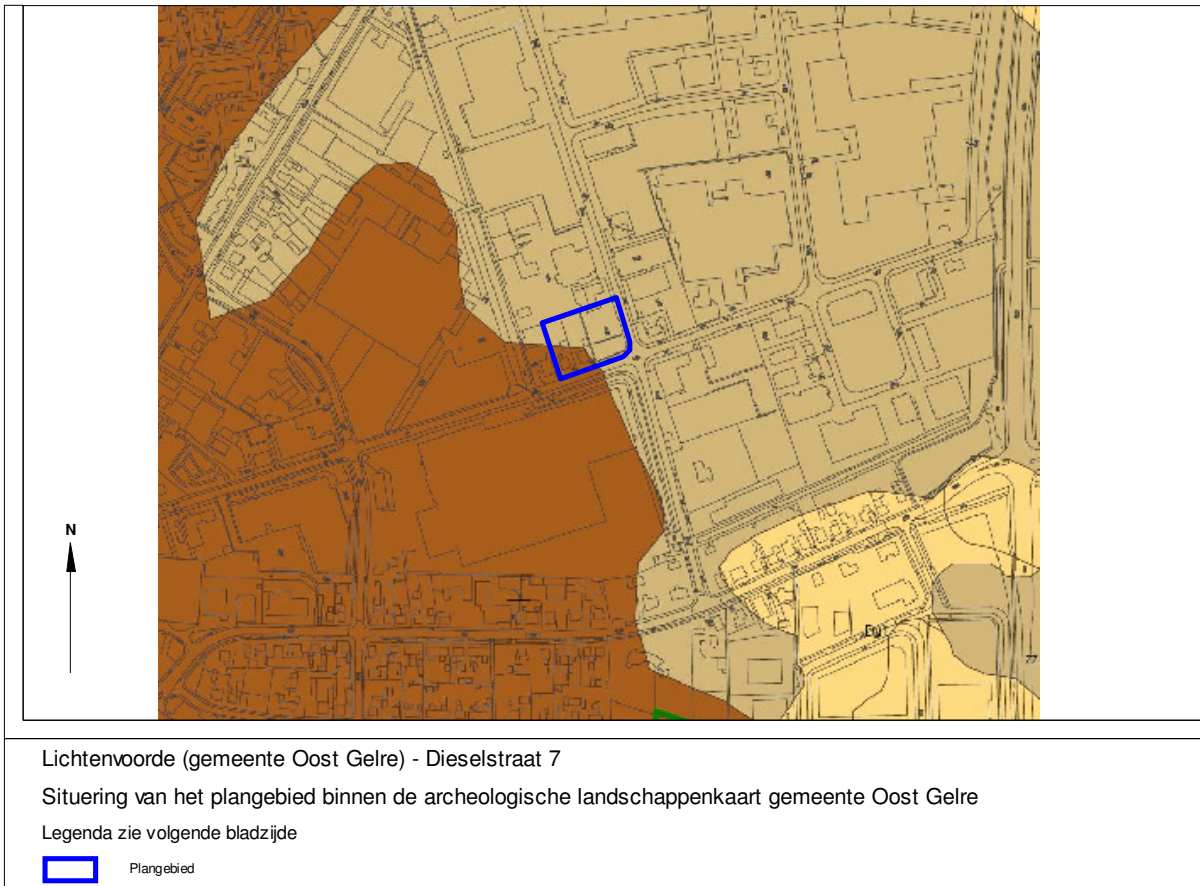 N
Lichtenvoorde (gemeente Oost Gelre) - Dieselstraat 7
Situering van het plangebied binnen de archeologische landschappenkaart gemeente Oost Gelre
Legenda zie volgende bladzijde
Plangebied